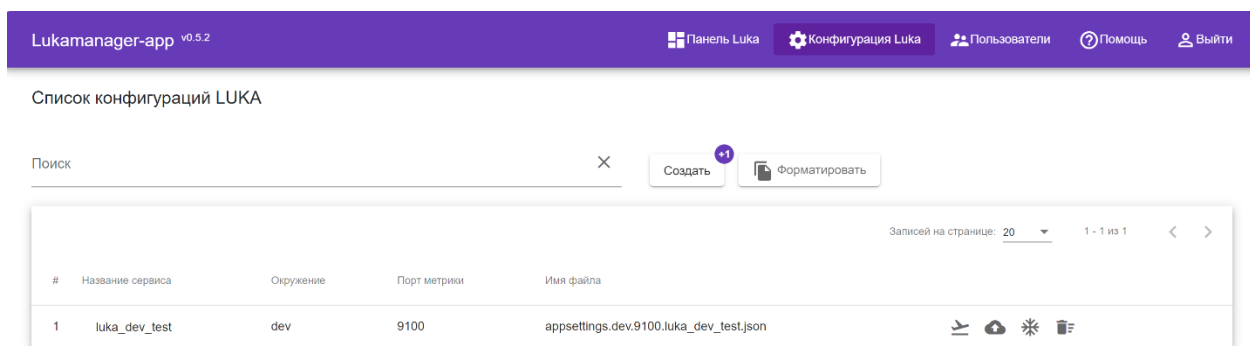 Lukamanager-app v0.5.2 Панель Luka Конфигурация Luka Пользователи Помощь Выйти
Список конфигураций LUKA
Поиск Создать +1 Форматировать
Записей на странице: 20 1 - 1 из 1
# Название сервиса Окружение Порт метрики Имя файла
1 luka_dev_test dev 9100 appsettings.dev.9100.luka_dev_test.json